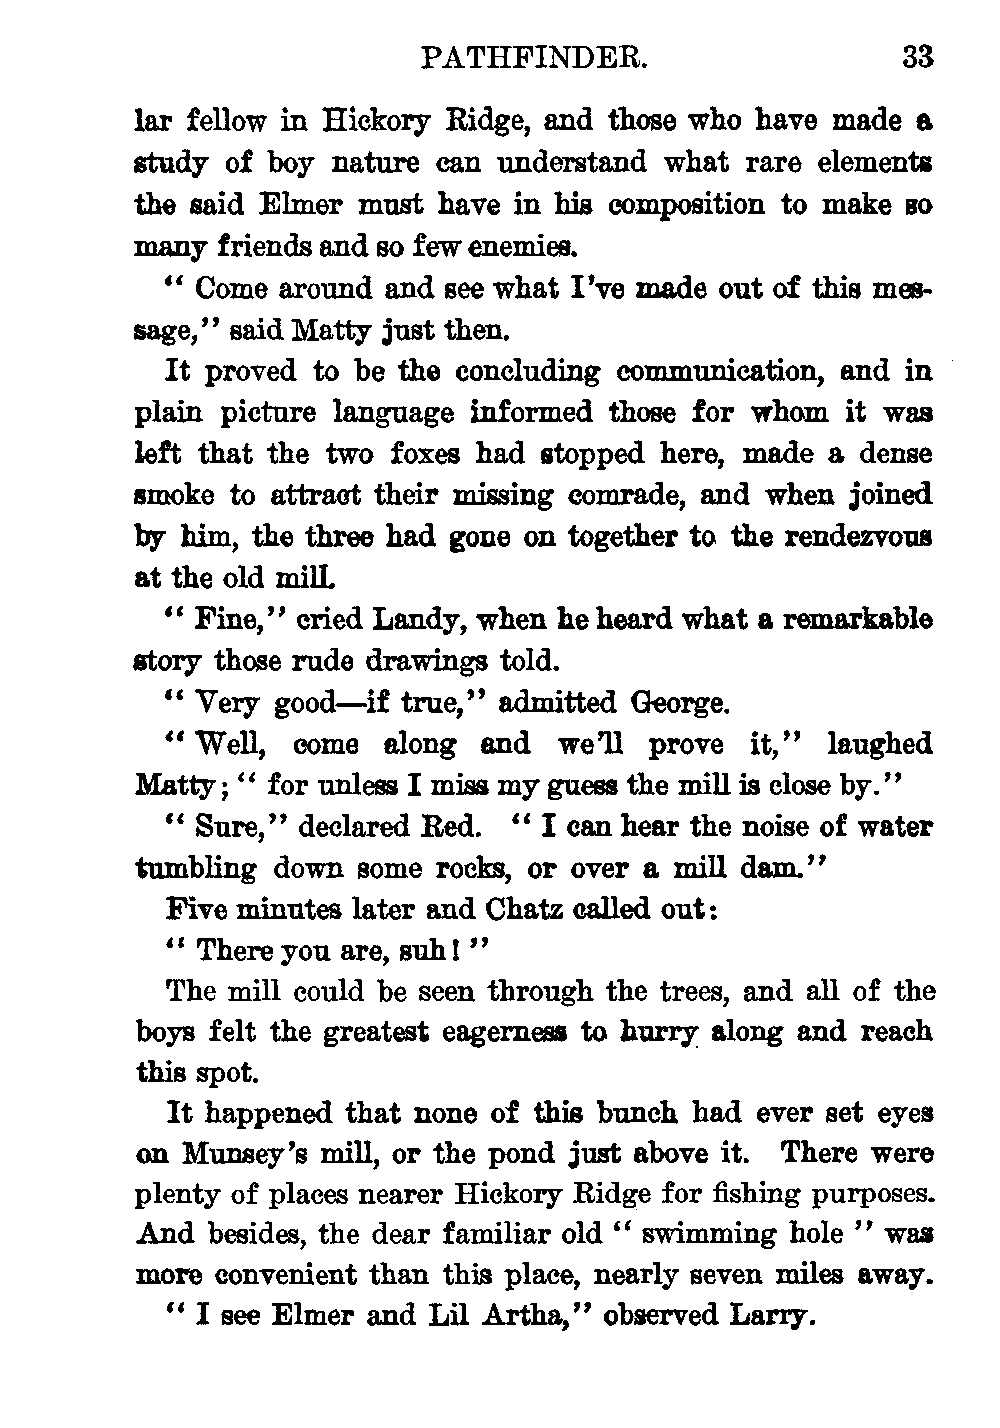 PATHFINDER. 33
lar fellow in Hickory Ridge, and those who have made a
study of boy nature can understand what rare elements
the said Elmer must have in his composition to make so
many friends and so few enemies.
“ Come around and see what I’ve made out of this mes-
sage,” said Matty just then.
It proved to be the concluding communication, and in
plain picture language informed those for whom it was
left that the two foxes had stopped here, made a dense
smoke to attract their missing comrade, and when joined
by him, the three had gone on together to the rendezvous
at the old mill.
“ Fine,” cried Landy, when he heard what a remarkable
story those rude drawings told.
“ Very good—if true,” admitted George.
“ Well, come along and we’ll prove it,” laughed
Matty; “ for unless I miss my guess the mill is close by.”
“ Sure,” declared Red. “ I can hear the noise of water
tumbling down some rocks, or over a mill dam.”
Five minutes later and Chatz called out:
“ There you are, suh! ”
The mill could be seen through the trees, and all of the
boys felt the greatest eagerness to hurry along and reach
this spot.
It happened that none of this bunch had ever set eyes
on Munsey’s mill, or the pond just above it. There were
plenty of places nearer Hickory Ridge for fishing purposes.
And besides, the dear familiar old “ swimming hole ” was
more convenient than this place, nearly seven miles away.
“ I see Elmer and Lil Artha,” observed Larry.